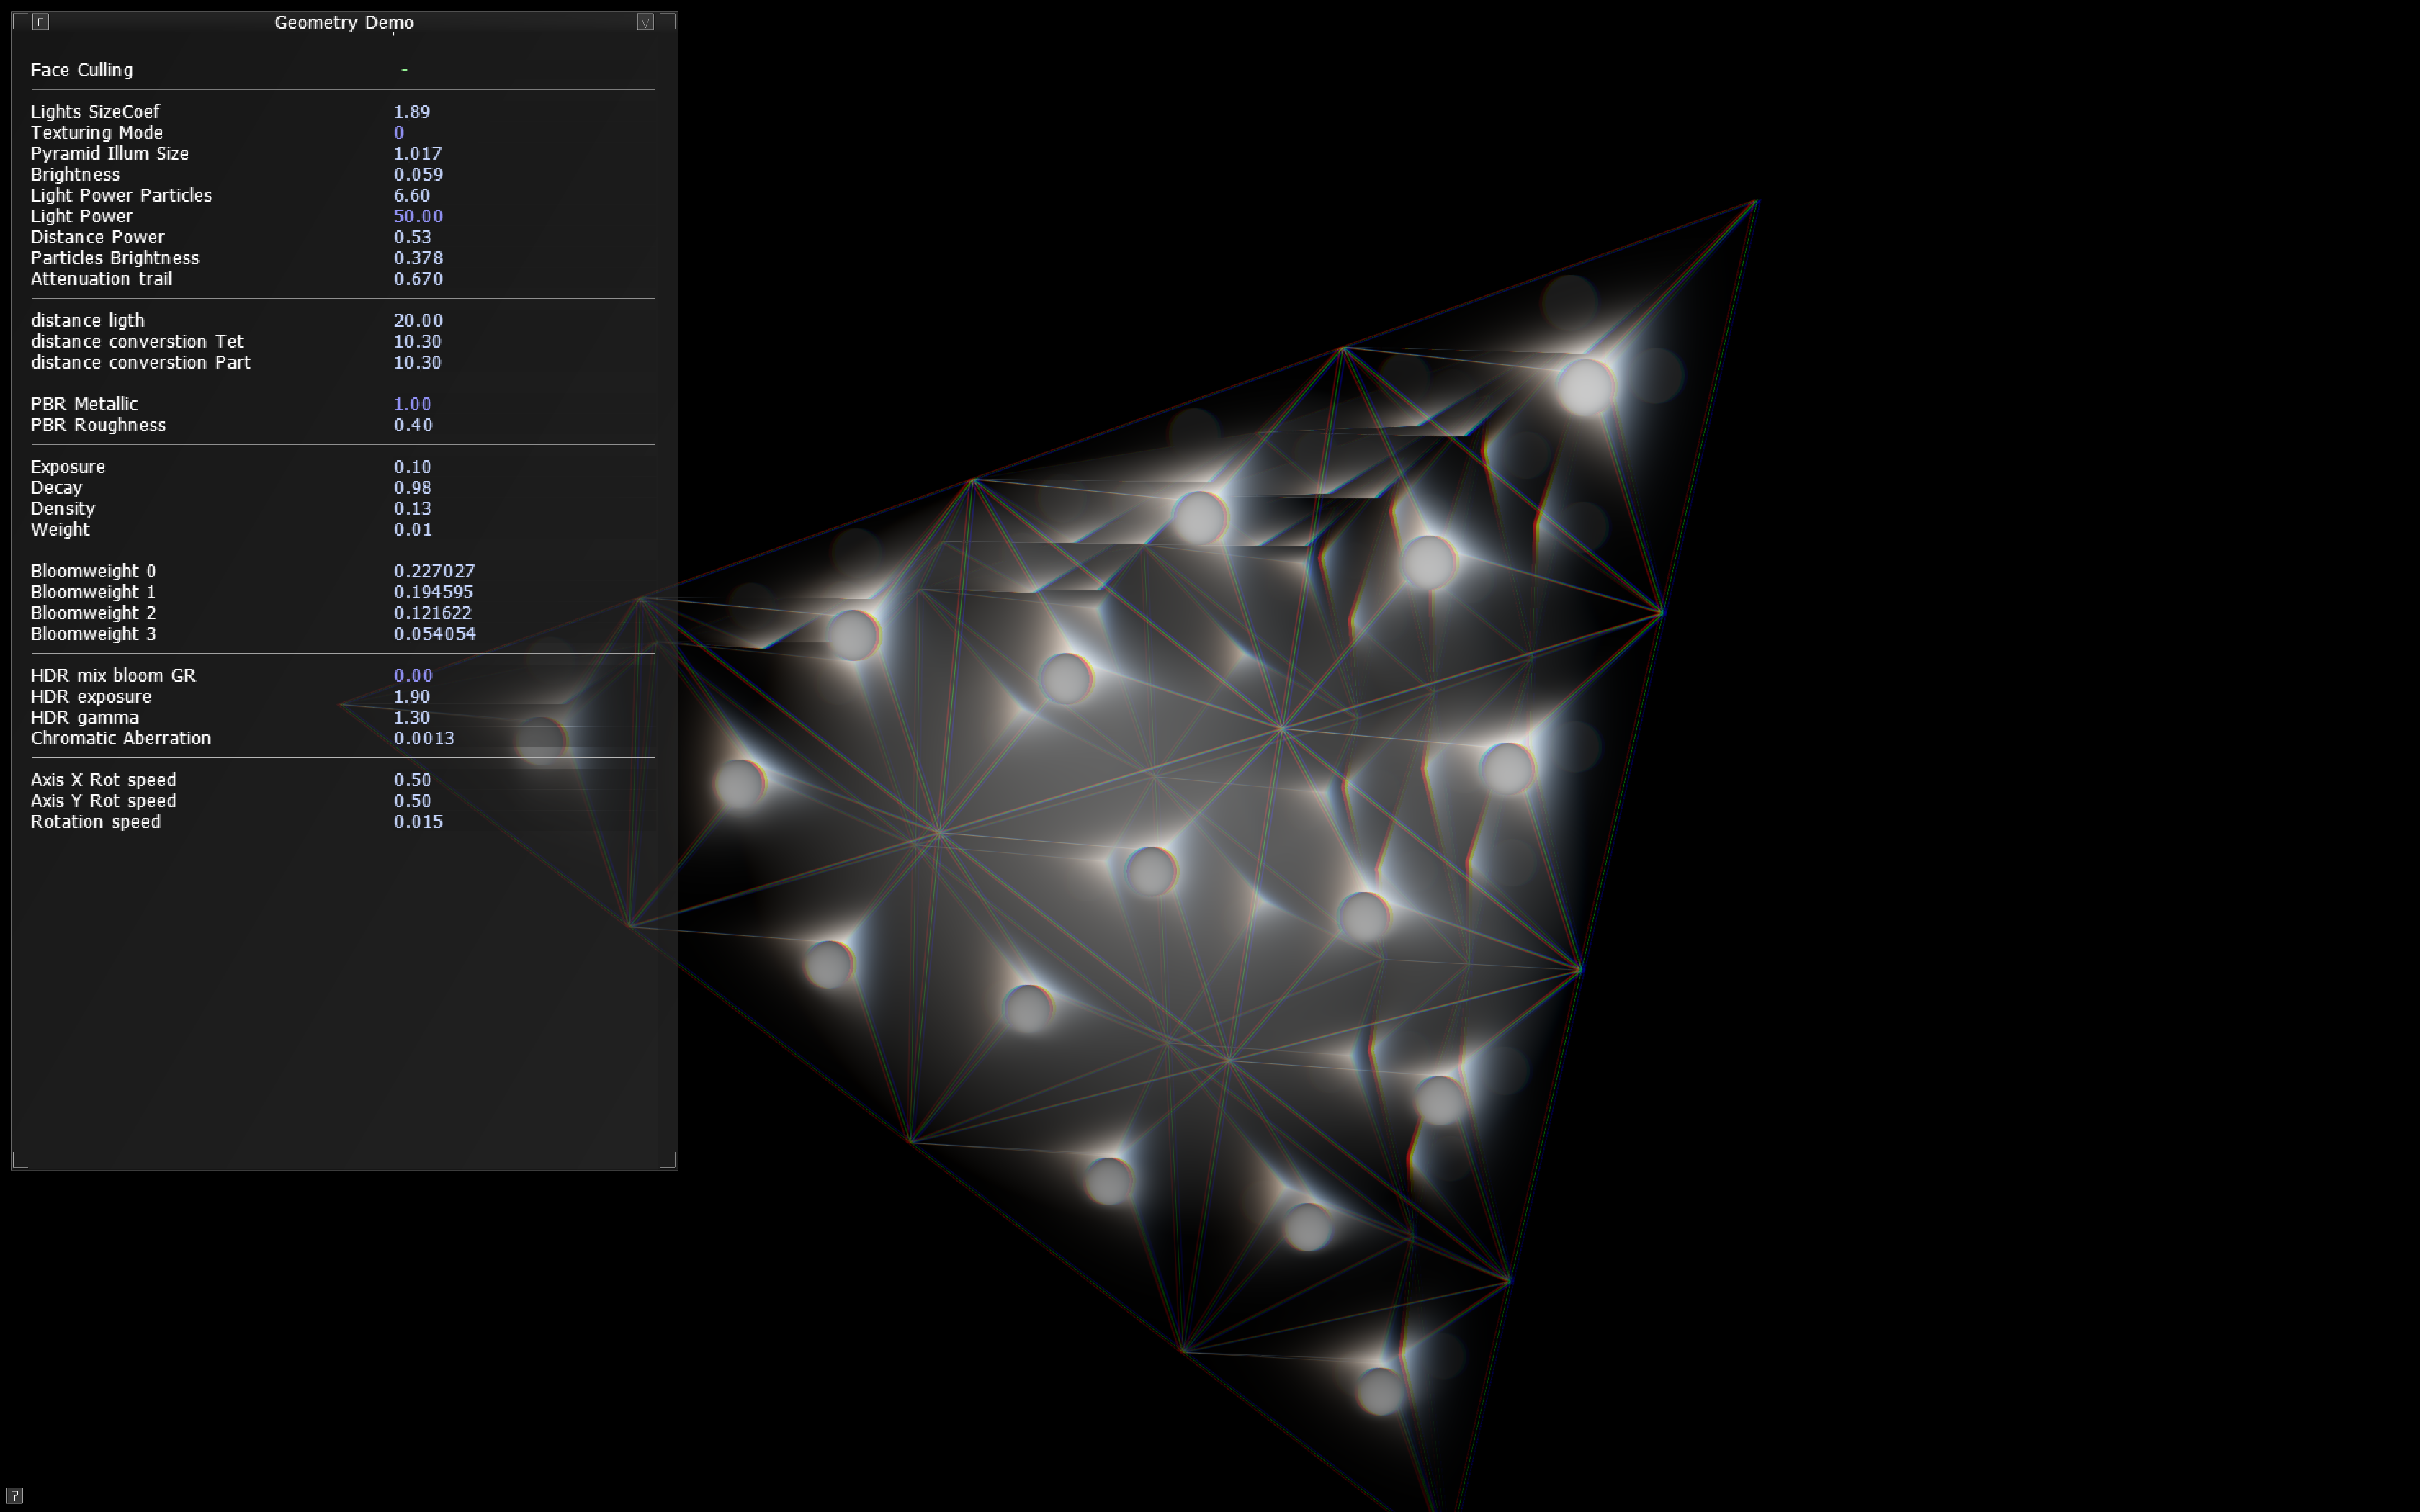 F Geometry Demo V
Face Culling -
Lights SizeCoef 1.89
Texturing Mode 0
Pyramid Illum Size 1.017
Brightness 0.059
Light Power Particles 6.60
Light Power 50.00
Distance Power 0.53
Particles Brightness 0.378
Attenuation trail 0.670
distance ligth 20.00
distance converstion Tet 10.30
distance converstion Part 10.30
PBR Metallic 1.00
PBR Roughness 0.40
Exposure 0.10
Decay 0.98
Density 0.13
Weight 0.01
Bloomweight 0 0.227027
Bloomweight 1 0.194595
Bloomweight 2 0.121622
Bloomweight 3 0.054054
HDR mix bloom GR 0.00
HDR exposure 1.90
HDR gamma 1.30
Chromatic Aberration 0.0013
Axis X Rot speed 0.50
Axis Y Rot speed 0.50
Rotation speed 0.015
?